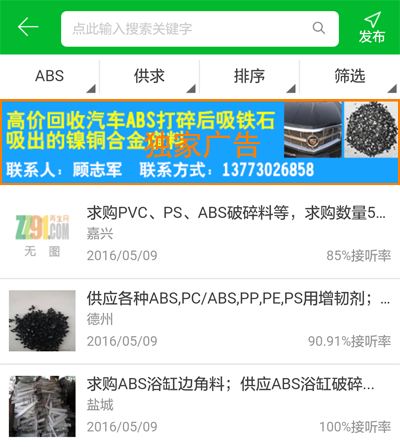 点此输入搜索关键字
发布
ABS
供求
排序
筛选
高价回收汽车ABS打碎后吸铁石
吸出的镍铜合金
独家广告
联系人：顾志军 联系方式：13773026858
求购PVC、PS、ABS破碎料等，求购数量5...
ZZ91.COM
再生网
无图
嘉兴
2016/05/09
85%接听率
供应各种ABS,PC/ABS,PP,PE,PS用增韧剂；...
德州
2016/05/09
90.91%接听率
求购ABS浴缸边角料；供应ABS浴缸破碎...
盐城
2016/05/09
100%接听率